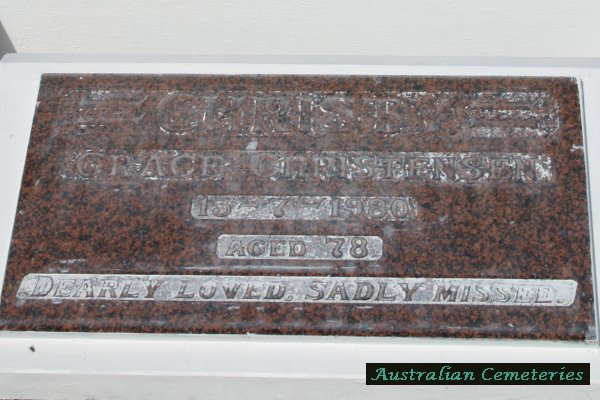 CHRISTY
GRACE CHRISTENSEN
13 - 7 - 1980
AGED 78
DEARLY LOVED, SADLY MISSED.
Australian Cemeteries